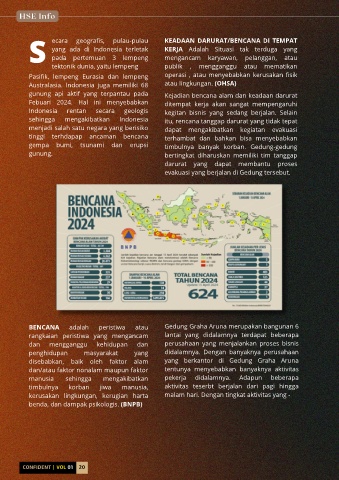 HSE Info
Secara geografis, pulau-pulau
yang ada di Indonesia terletak
pada pertemuan 3 lempeng
tektonik dunia, yaitu lempeng
Pasifik, lempeng Eurasia dan lempeng
Australasia. Indonesia juga memiliki 68
gunung api aktif yang terpantau pada
Febuari 2024. Hal ini menyebabkan
Indonesia rentan secara geologis
sehingga mengakibatkan Indonesia
menjadi salah satu negara yang berisiko
tinggi terhdapap ancaman bencana
gempa bumi, tsunami dan erupsi
gunung.
KEADAAN DARURAT/BENCANA DI TEMPAT
KERJA Adalah Situasi tak terduga yang
mengancam karyawan, pelanggan, atau
publik , mengganggu atau mematikan
operasi , atau menyebabkan kerusakan fisik
atau lingkungan. (OHSA)
Kejadian bencana alam dan keadaan darurat
ditempat kerja akan sangat mempengaruhi
kegitan bisnis yang sedang berjalan. Selain
itu, rencana tanggap darurat yang tidak tepat
dapat mengakibatkan kegiatan evakuasi
terhambat dan bahkan bisa menyebabkan
timbulnya banyak korban. Gedung-gedung
bertingkat diharuskan memiliki tim tanggap
darurat yang dapat membantu proses
evakuasi yang berjalan di Gedung tersebut.
BENCANA
INDONESIA
2024
BNPB
TOTAL BENCANA
TAHUN 2024
624
BENCANA adalah peristiwa atau
rangkaian peristiwa yang mengancam
dan mengganggu kehidupan dan
penghidupan masyarakat yang
disebabkan, baik oleh faktor alam
dan/atau faktor nonalam maupun faktor
manusia sehingga mengakibatkan
timbulnya korban jiwa manusia,
kerusakan lingkungan, kerugian harta
benda, dan dampak psikologis. (BNPB)
Gedung Graha Aruna merupakan bangunan 6
lantai yang didalamnya terdapat beberapa
perusahaan yang menjalankan proses bisnis
didalamnya. Dengan banyaknya perusahaan
yang berkantor di Gedung Graha Aruna
tentunya menyebabkan banyaknya aktivitas
pekerja didalamnya. Adapun beberapa
aktivitas teserbt berjalan dari pagi hingga
malam hari. Dengan tingkat aktivitas yang -
CONFIDENT | VOL 01 20